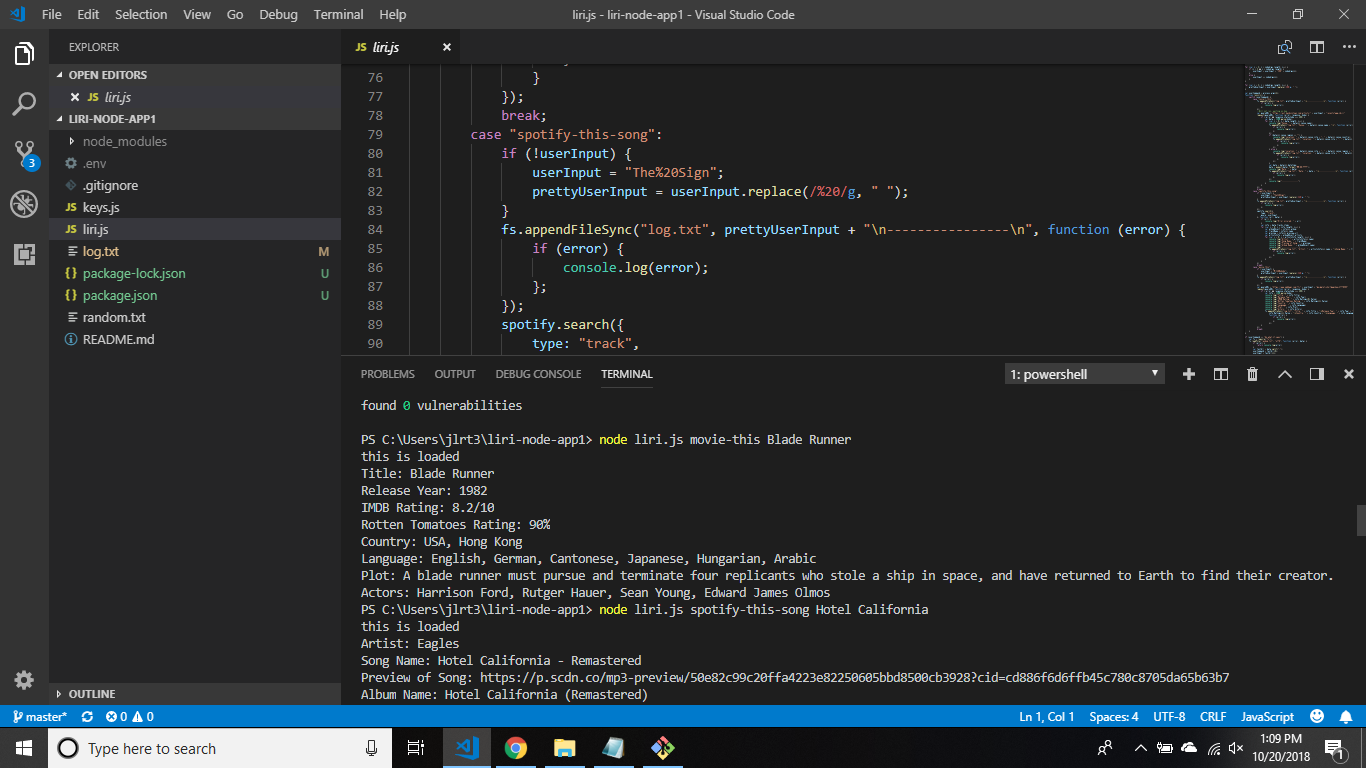 File Edit Selection View Go Debug Terminal Help
liri.js - liri-node-app1 - Visual Studio Code
EXPLORER
OPEN EDITORS
JS liri.js
LIRI-NODE-APP1
node_modules
.env
.gitignore
JS keys.js
JS liri.js
log.txt M
{} package-lock.json U
{} package.json U
random.txt
README.md
OUTLINE
3
JS liri.js
76 }
77 });
78 break;
79 case "spotify-this-song":
80 if (!userInput) {
81 userInput = "The%20Sign";
82 prettyUserInput = userInput.replace(/%20/g, " ");
83 }
84 fs.appendFileSync("log.txt", prettyUserInput + "\n----------------\n", function (error) {
85 if (error) {
86 console.log(error);
87 };
88 });
89 spotify.search({
90 type: "track",
PROBLEMS OUTPUT DEBUG CONSOLE TERMINAL
1: powershell
found 0 vulnerabilities
PS C:\Users\jlrt3\liri-node-app1> node liri.js movie-this Blade Runner
this is loaded
Title: Blade Runner
Release Year: 1982
IMDB Rating: 8.2/10
Rotten Tomatoes Rating: 90%
Country: USA, Hong Kong
Language: English, German, Cantonese, Japanese, Hungarian, Arabic
Plot: A blade runner must pursue and terminate four replicants who stole a ship in space, and have returned to Earth to find their creator.
Actors: Harrison Ford, Rutger Hauer, Sean Young, Edward James Olmos
PS C:\Users\jlrt3\liri-node-app1> node liri.js spotify-this-song Hotel California
this is loaded
Artist: Eagles
Song Name: Hotel California - Remastered
Preview of Song: https://p.scdn.co/mp3-preview/50e82c99c20ffa4223e82250605bbd8500cb3928?cid=cd886f6d6ffb45c780c8705da65b63b7
Album Name: Hotel California (Remastered)
master* 0 0
Ln 1, Col 1 Spaces: 4 UTF-8 CRLF JavaScript
Type here to search
1:09 PM
10/20/2018
1